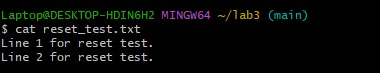 Laptop@DESKTOP-HDIN6H2 MINGW64 ~/lab3 (main)
$ cat reset_test.txt
Line 1 for reset test.
Line 2 for reset test.